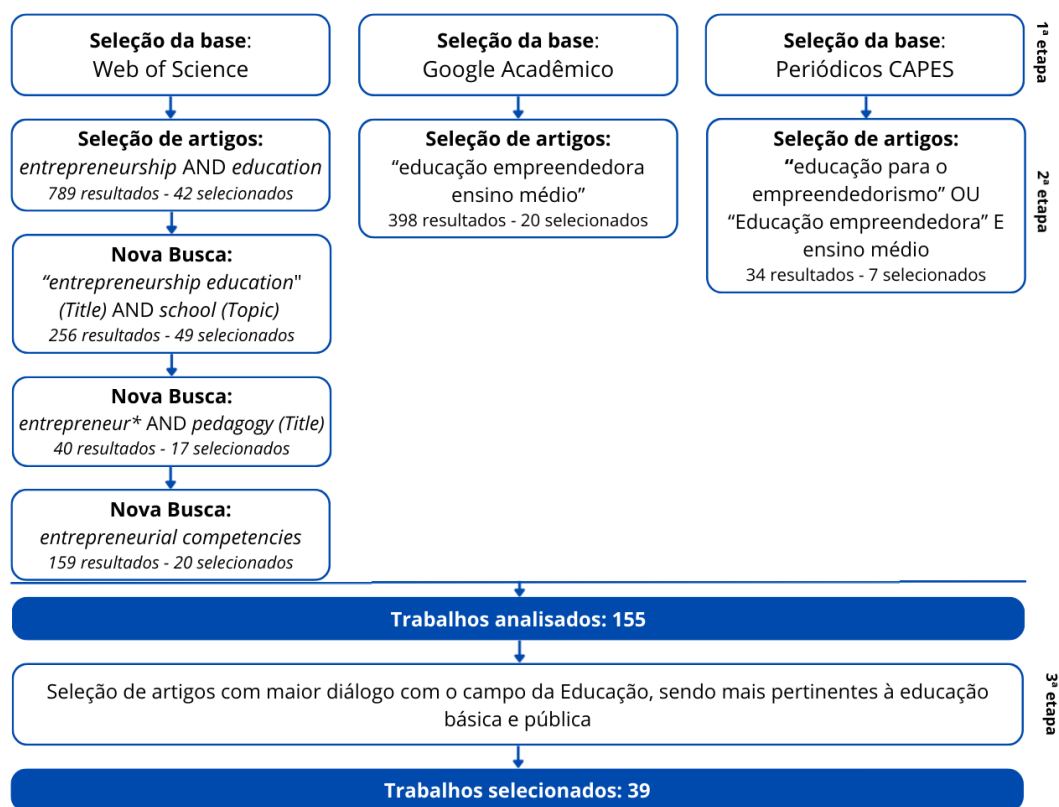 Seleção da base:
Web of Science
Seleção da base:
Google Acadêmico
Seleção da base:
Periódicos CAPES
1ª etapa
Seleção de artigos:
entrepreneurship AND education
789 resultados - 42 selecionados
Seleção de artigos:
“educação empreendedora
ensino médio”
398 resultados - 20 selecionados
Seleção de artigos:
“educação para o
empreendedorismo” OU
“Educação empreendedora” E
ensino médio
34 resultados - 7 selecionados
2ª etapa
Nova Busca:
“entrepreneurship education"
(Title) AND school (Topic)
256 resultados - 49 selecionados
Nova Busca:
entrepreneur* AND pedagogy (Title)
40 resultados - 17 selecionados
Nova Busca:
entrepreneurial competencies
159 resultados - 20 selecionados
Trabalhos analisados: 155
Seleção de artigos com maior diálogo com o campo da Educação, sendo mais pertinentes à educação
básica e pública
3ª etapa
Trabalhos selecionados: 39